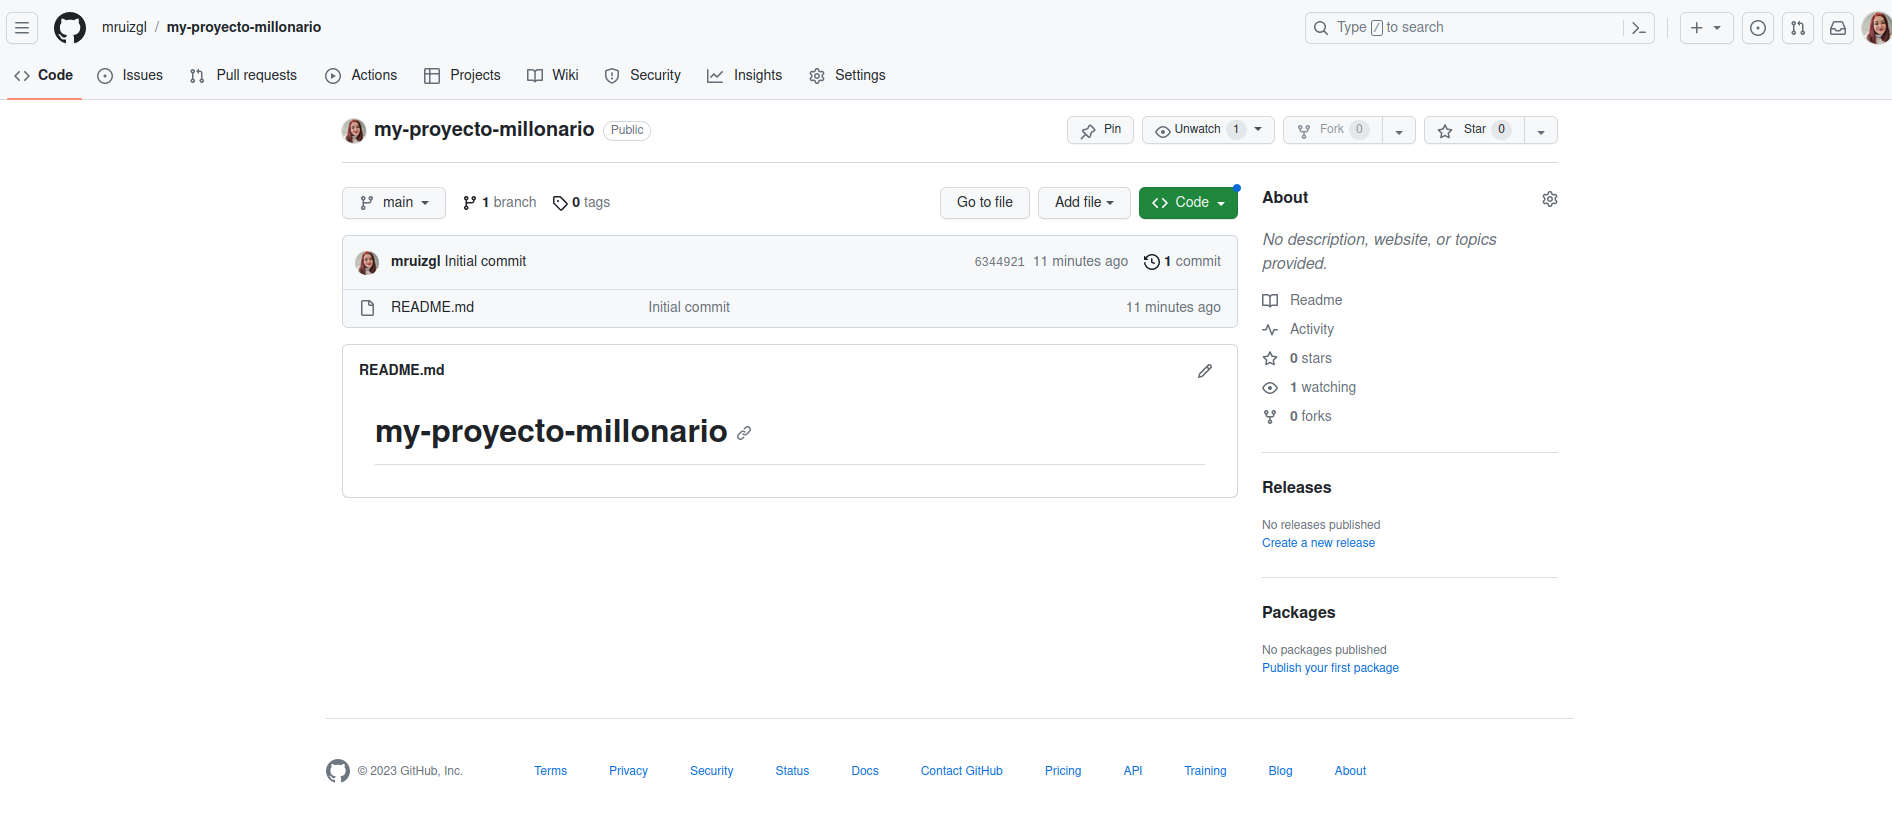 mruizgl / my-proyecto-millonario
Type / to search
Code Issues Pull requests Actions Projects Wiki Security Insights Settings
my-proyecto-millonario Public
Pin Unwatch 1 Fork 0 Star 0
main 1 branch 0 tags Go to file Add file Code
mruizgl Initial commit 6344921 11 minutes ago 1 commit
README.md Initial commit 11 minutes ago
README.md
my-proyecto-millonario
About
No description, website, or topics
provided.
Readme
Activity
0 stars
1 watching
0 forks
Releases
No releases published
Create a new release
Packages
No packages published
Publish your first package
© 2023 GitHub, Inc. Terms Privacy Security Status Docs Contact GitHub Pricing API Training Blog About